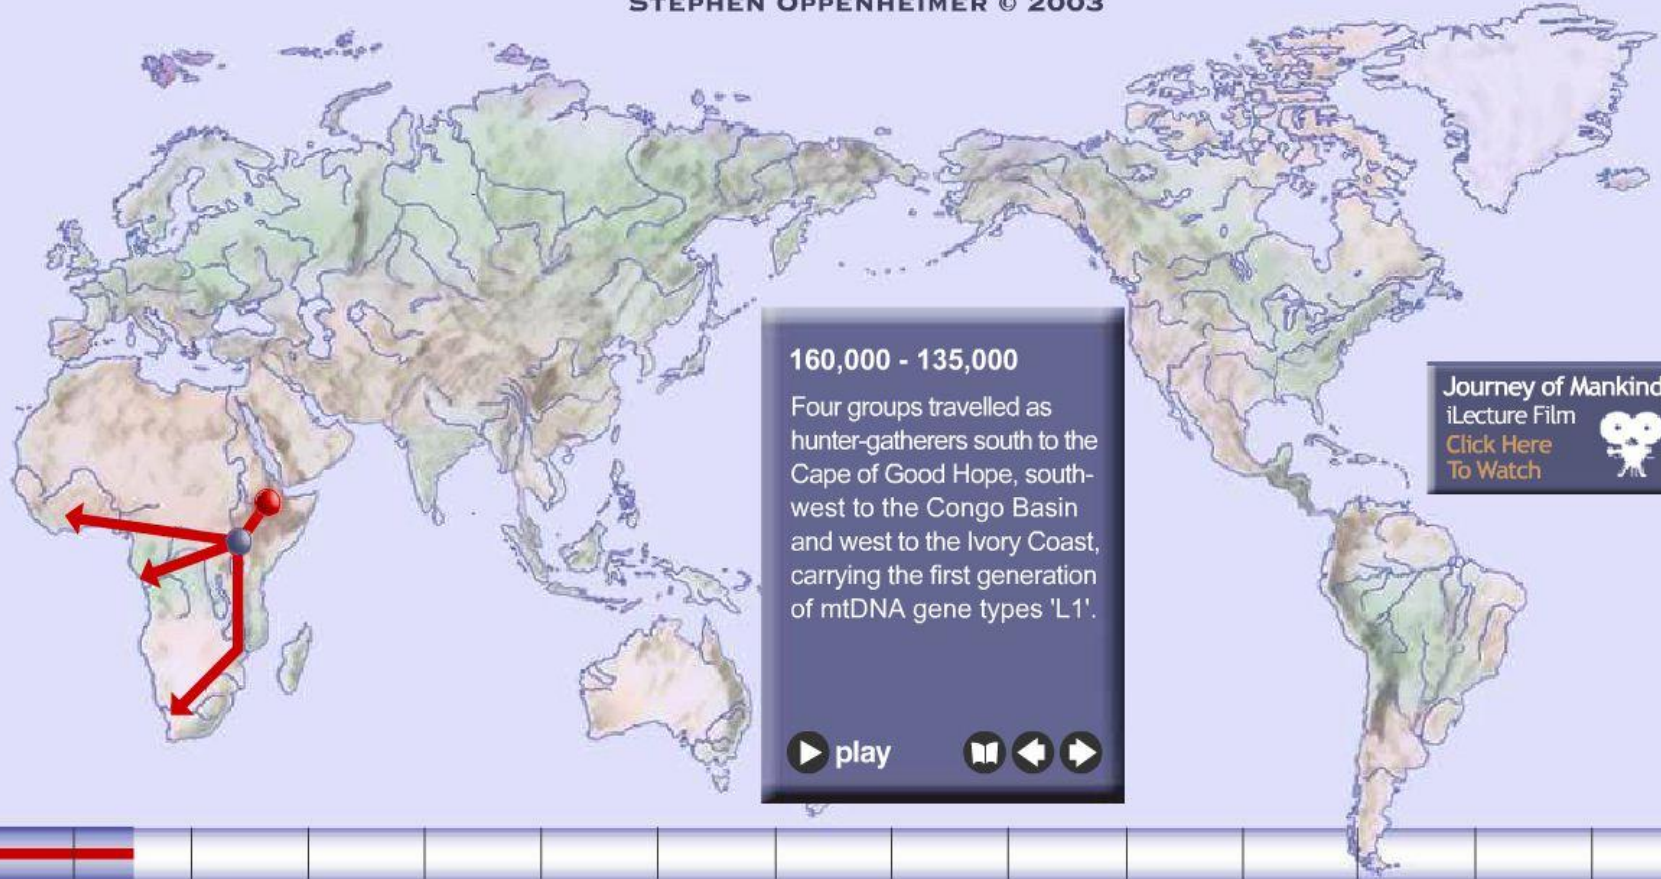 STEPHEN OPPENHEIMER © 2003
160,000 - 135,000
Four groups travelled as
hunter-gatherers south to the
Cape of Good Hope, south-
west to the Congo Basin
and west to the Ivory Coast,
carrying the first generation
of mtDNA gene types 'L1'.
play
Journey of Mankind
iLecture Film
Click Here
To Watch